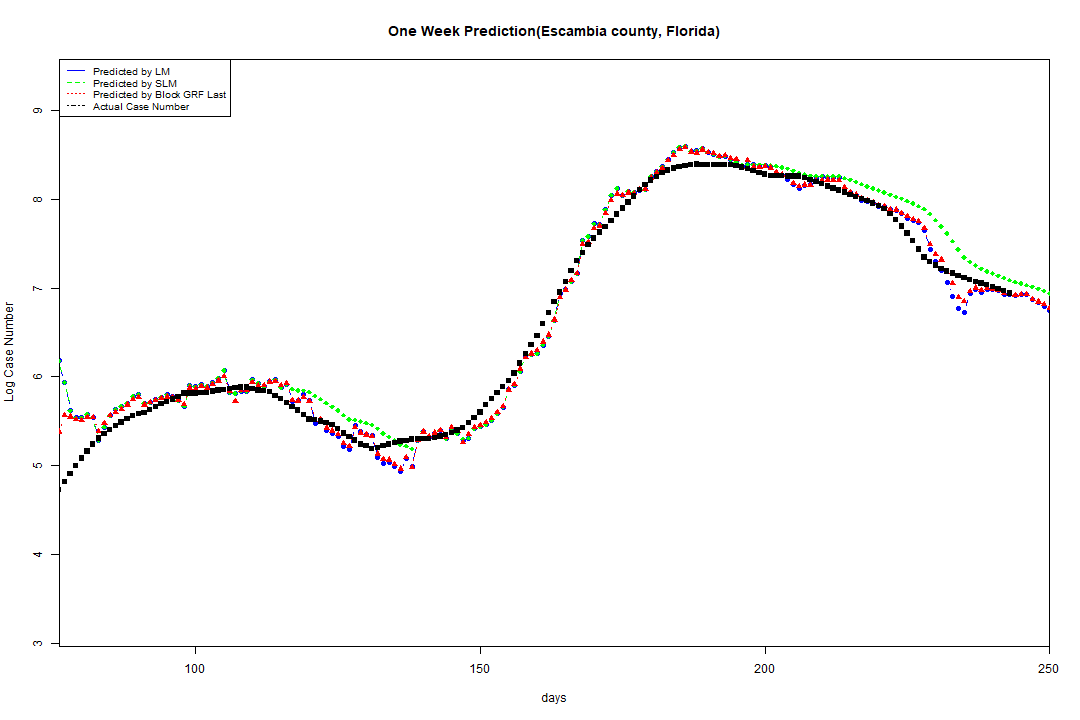 One Week Prediction(Escambia county, Florida)
Predicted by LM
Predicted by SLM
Predicted by Block GRF Last
Actual Case Number
9
8
7
6
5
4
3
Log Case Number
100 150 200 250
days